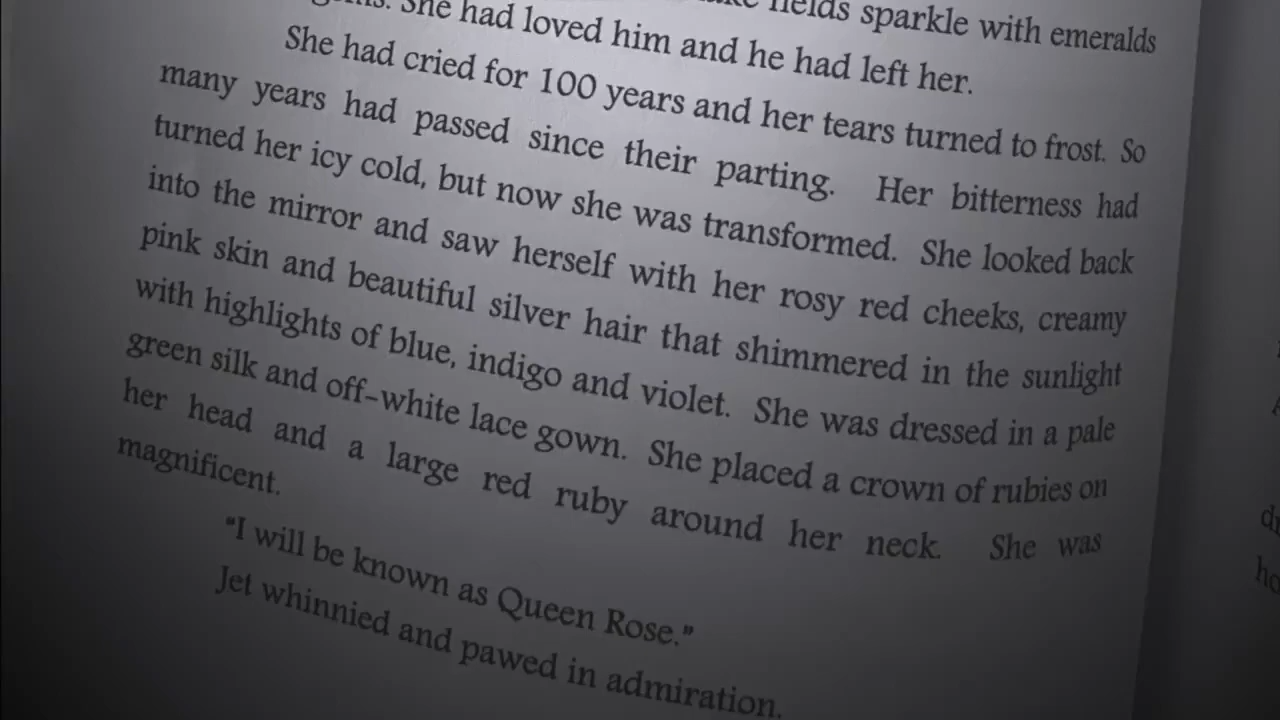 fields sparkle with emeralds
She had loved him and he had left her.
She had cried for 100 years and her tears turned to frost. So
many years had passed since their parting. Her bitterness had
turned her icy cold, but now she was transformed. She looked back
into the mirror and saw herself with her rosy red cheeks, creamy
pink skin and beautiful silver hair that shimmered in the sunlight
with highlights of blue, indigo and violet. She was dressed in a pale
green silk and off-white lace gown. She placed a crown of rubies on
her head and a large red ruby around her neck. She was
magnificent.
"I will be known as Queen Rose."
Jet whinnied and pawed in admiration.